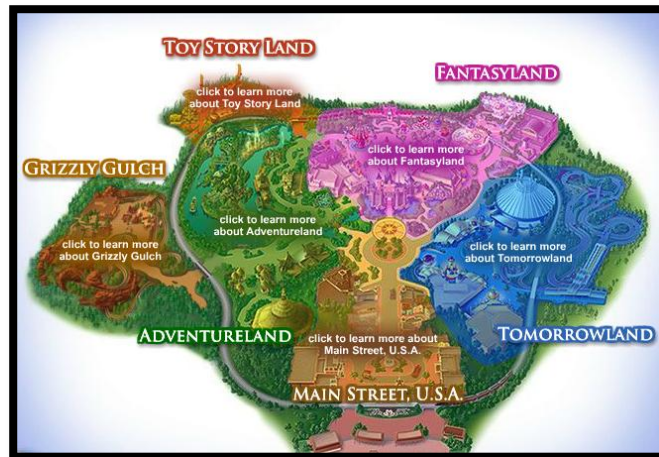 TOY STORY LAND
click to learn more
about Toy Story Land
FANTASYLAND
click to learn more
about Fantasyland
GRIZZLY GULCH
click to learn more
about Grizzly Gulch
click to learn more
about Adventureland
click to learn more
about Tomorrowland
ADVENTURELAND
click to learn more about
Main Street, U.S.A.
TOMORROWLAND
MAIN STREET, U.S.A.